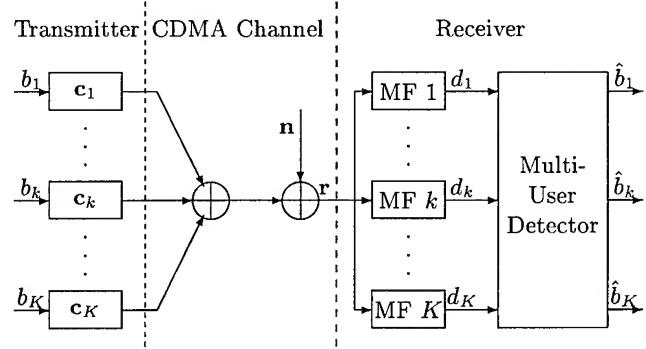 Transmitter CDMA Channel Receiver
b₁ c₁ MF 1 d₁ b̂₁
n
b_k c_k r MF k d_k Multi-User Detector b̂_k
b_K c_K MF K d_K b̂_K